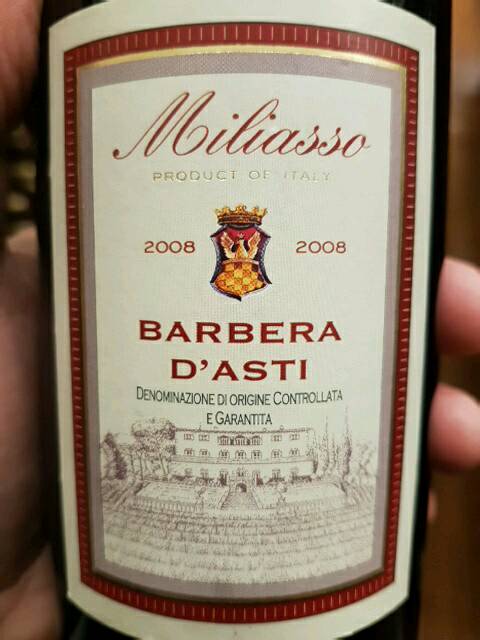 Miliasso
PRODUCT OF ITALY
2008 2008
BARBERA
D'ASTI
DENOMINAZIONE DI ORIGINE CONTROLLATA
E GARANTITA